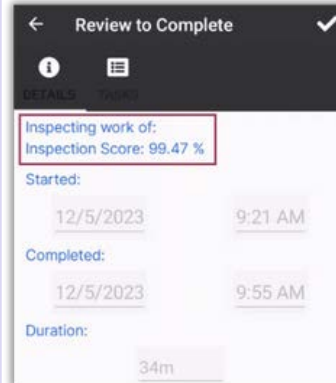 Review to Complete
DETAILS TASKS
Inspecting work of:
Inspection Score: 99.47 %
Started:
12/5/2023 9:21 AM
Completed:
12/5/2023 9:55 AM
Duration:
34m